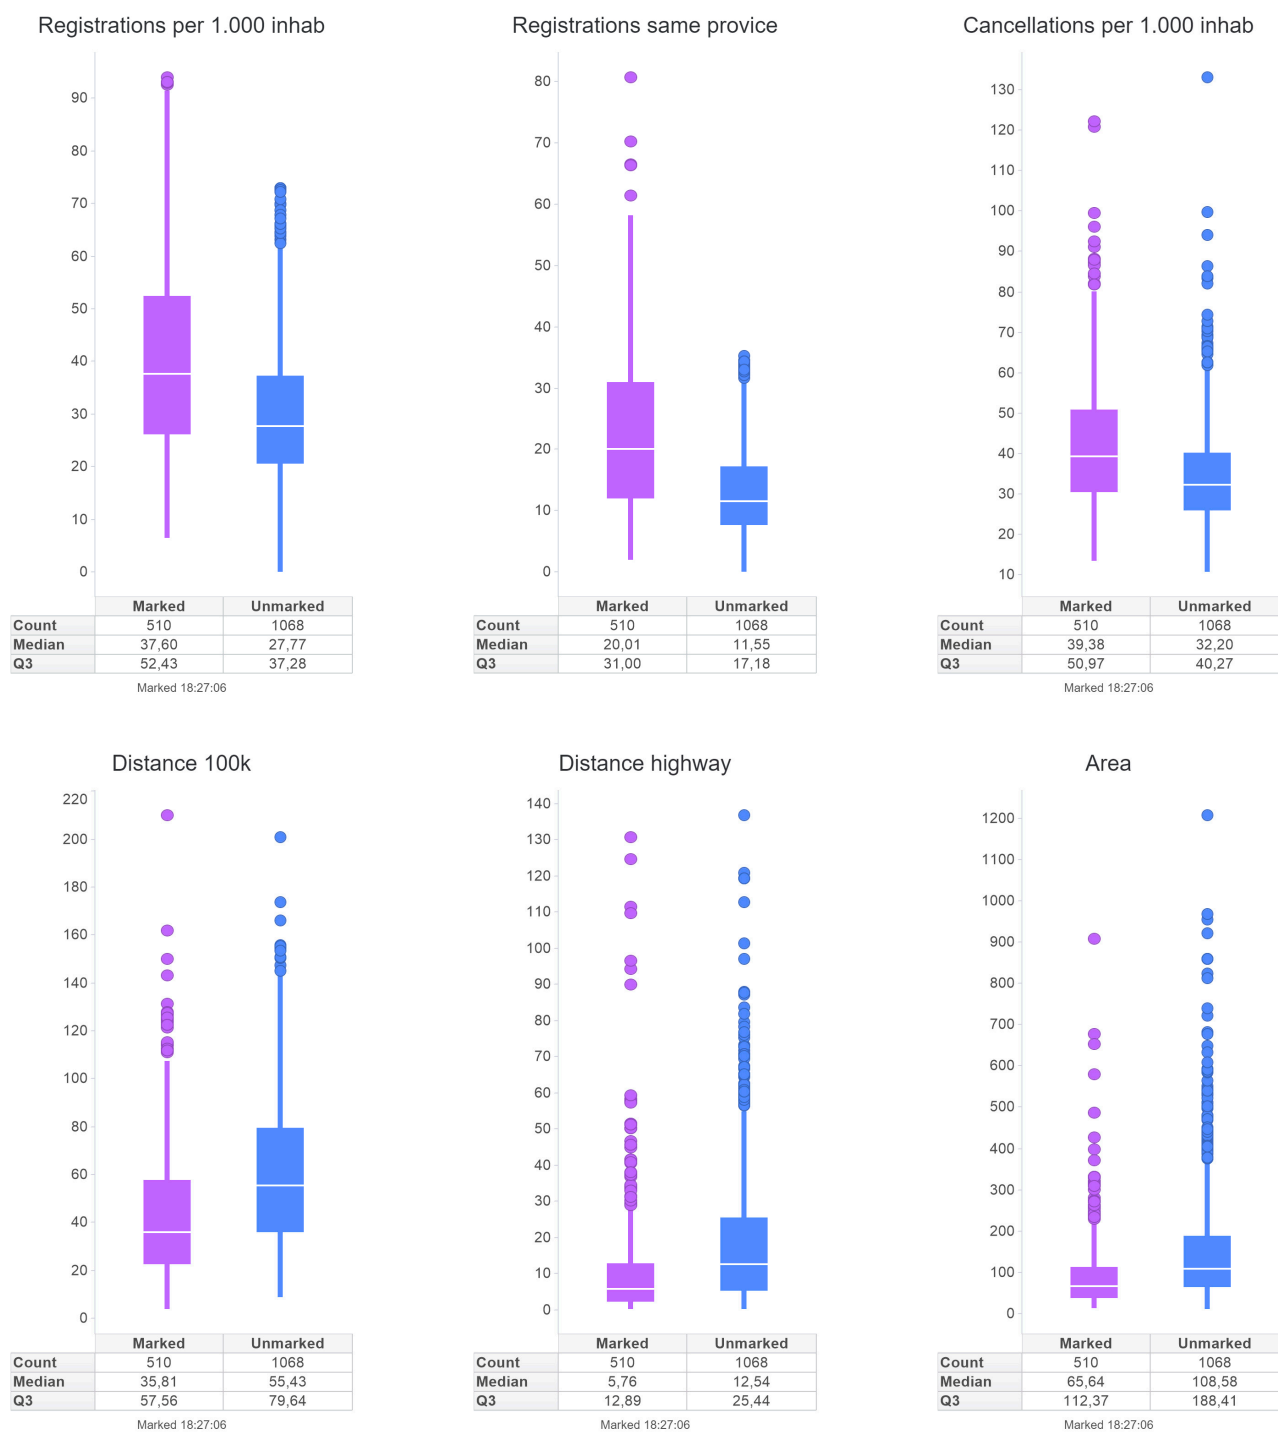 Registrations per 1.000 inhab
90
80
70
60
50
40
30
20
10
0
Marked Unmarked
Count 510 1068
Median 37,60 27,77
Q3 52,43 37,28
Marked 18:27:06
Registrations same provice
80
70
60
50
40
30
20
10
0
Marked Unmarked
Count 510 1068
Median 20,01 11,55
Q3 31,00 17,18
Marked 18:27:06
Cancellations per 1.000 inhab
130
120
110
100
90
80
70
60
50
40
30
20
10
Marked Unmarked
Count 510 1068
Median 39,38 32,20
Q3 50,97 40,27
Marked 18:27:06
Distance 100k
220
200
180
160
140
120
100
80
60
40
20
0
Marked Unmarked
Count 510 1068
Median 35,81 55,43
Q3 57,56 79,64
Marked 18:27:06
Distance highway
140
130
120
110
100
90
80
70
60
50
40
30
20
10
0
Marked Unmarked
Count 510 1068
Median 5,76 12,54
Q3 12,89 25,44
Marked 18:27:06
Area
1200
1100
1000
900
800
700
600
500
400
300
200
100
0
Marked Unmarked
Count 510 1068
Median 65,64 108,58
Q3 112,37 188,41
Marked 18:27:06